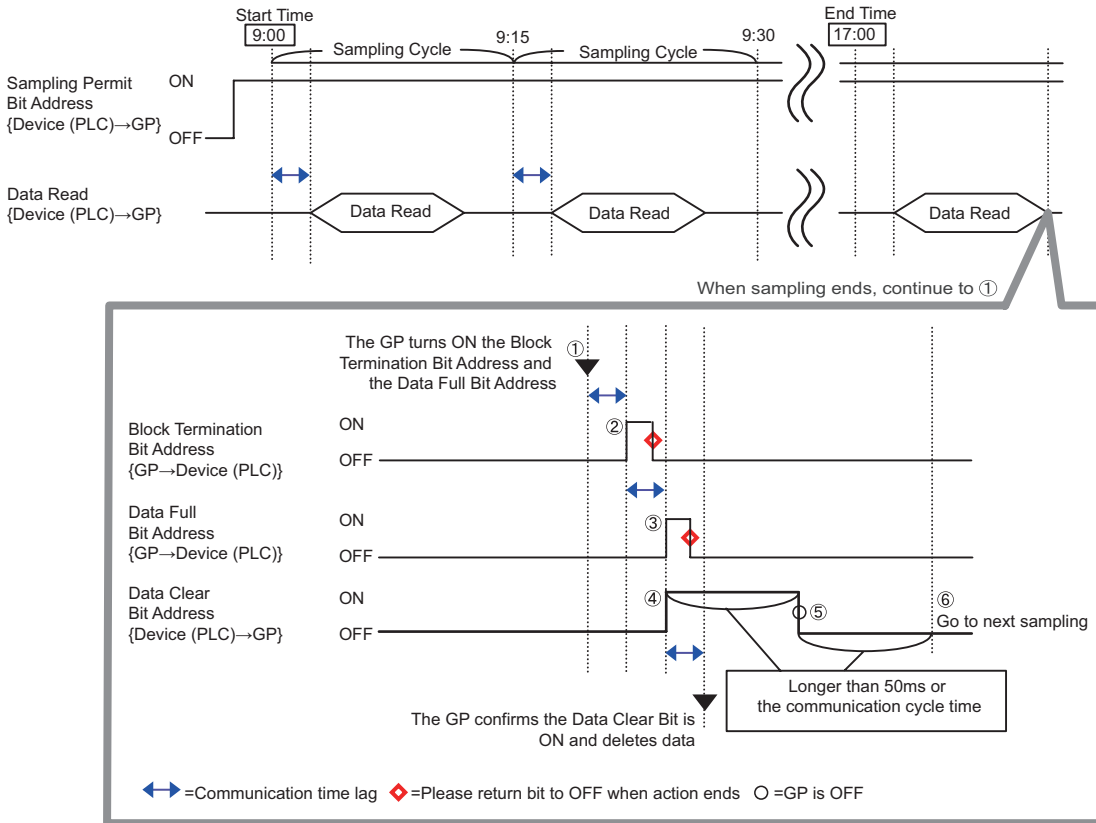 Start Time
9:00
End Time
17:00
9:15
9:30
Sampling Cycle
Sampling Cycle
Sampling Permit
Bit Address
{Device (PLC)→GP}
ON
OFF
Data Read
{Device (PLC)→GP}
Data Read
Data Read
Data Read
When sampling ends, continue to ①
The GP turns ON the Block
Termination Bit Address and
the Data Full Bit Address
①
Block Termination
Bit Address
{GP→Device (PLC)}
ON
OFF
②
Data Full
Bit Address
{GP→Device (PLC)}
ON
OFF
③
Data Clear
Bit Address
{Device (PLC)→GP}
ON
OFF
④
⑤
⑥
Go to next sampling
Longer than 50ms or
the communication cycle time
The GP confirms the Data Clear Bit is
ON and deletes data
=Communication time lag
=Please return bit to OFF when action ends
=GP is OFF